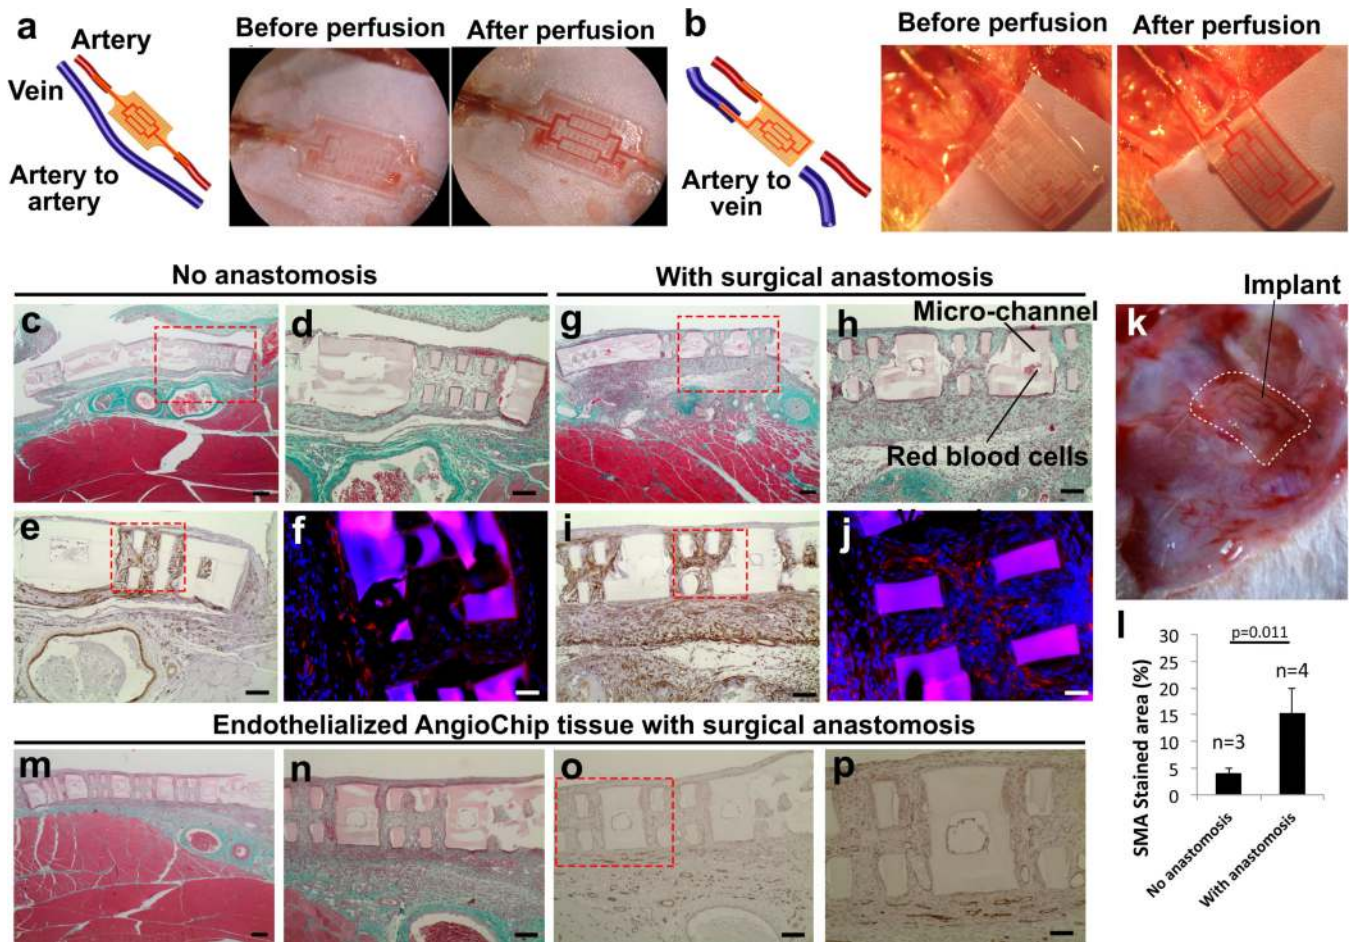 a
Artery
Vein
Artery to
artery
Before perfusion
After perfusion
b
Artery to
vein
Before perfusion
After perfusion
No anastomosis
With surgical anastomosis
c
d
g
h
Micro-channel
Red blood cells
k
Implant
e
f
i
j
l
SMA Stained area (%)
30
25
20
15
10
5
0
p=0.011
n=3
n=4
No anastomosis
With anastomosis
Endothelialized AngioChip tissue with surgical anastomosis
m
n
o
p